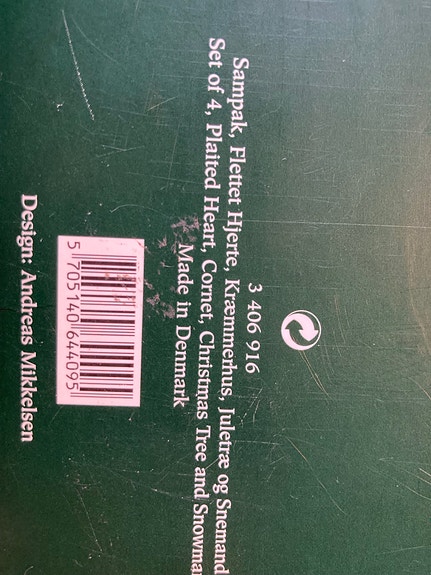 3 406 916
Sampak, Flettet Hjerte, Kræmmerhus, Juletræ og Snemand
Set of 4, Plaited Heart, Cornet, Christmas Tree and Snowman
Made in Denmark
5 705140 644095
Design: Andreas Mikkelsen